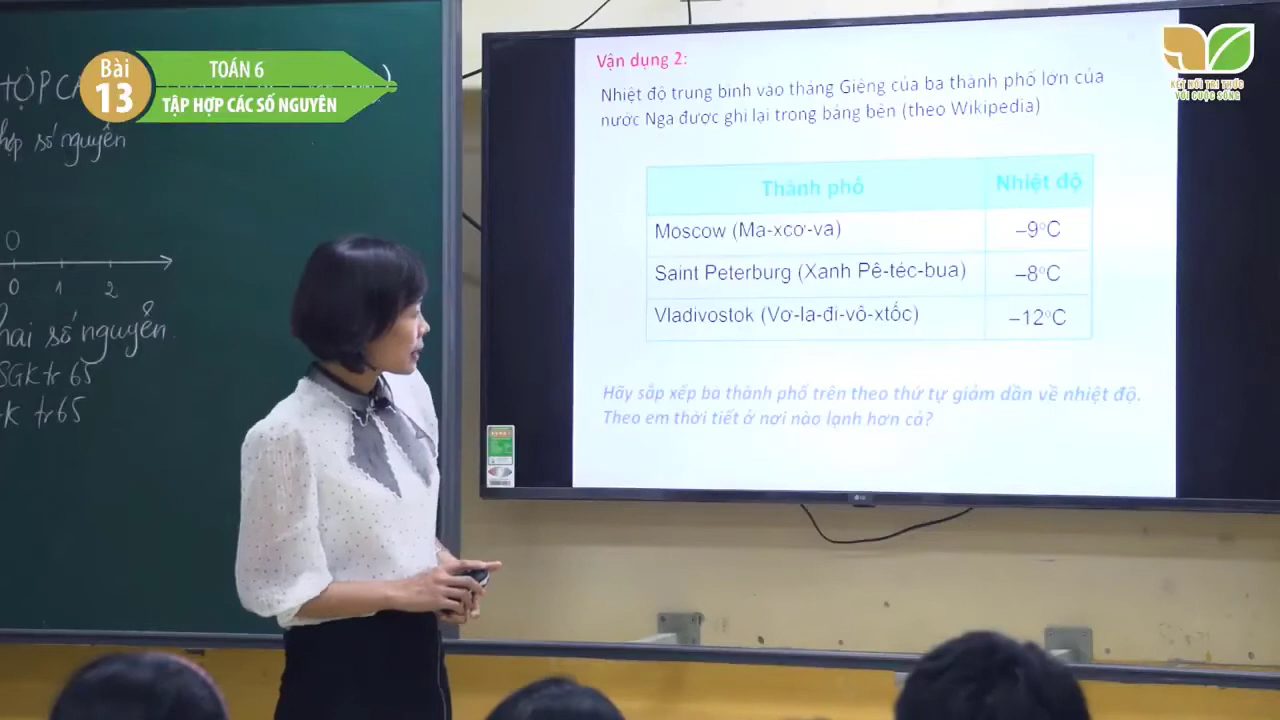 Bài
13
TOÁN 6
TẬP HỢP CÁC SỐ NGUYÊN
KẾT NỐI TRI THỨC
VỚI CUỘC SỐNG
số nguyên
0
0 1 2
hai số nguyên.
SGK tr 65
K tr 65
Vận dụng 2:
Nhiệt độ trung bình vào tháng Giêng của ba thành phố lớn của
nước Nga được ghi lại trong bảng bên (theo Wikipedia)
Thành phố Nhiệt độ
Moscow (Ma-xcơ-va) –9°C
Saint Peterburg (Xanh Pê-téc-bua) –8°C
Vladivostok (Vơ-la-đi-vô-xtốc) –12°C
Hãy sắp xếp ba thành phố trên theo thứ tự giảm dần về nhiệt độ.
Theo em thời tiết ở nơi nào lạnh hơn cả?
LG